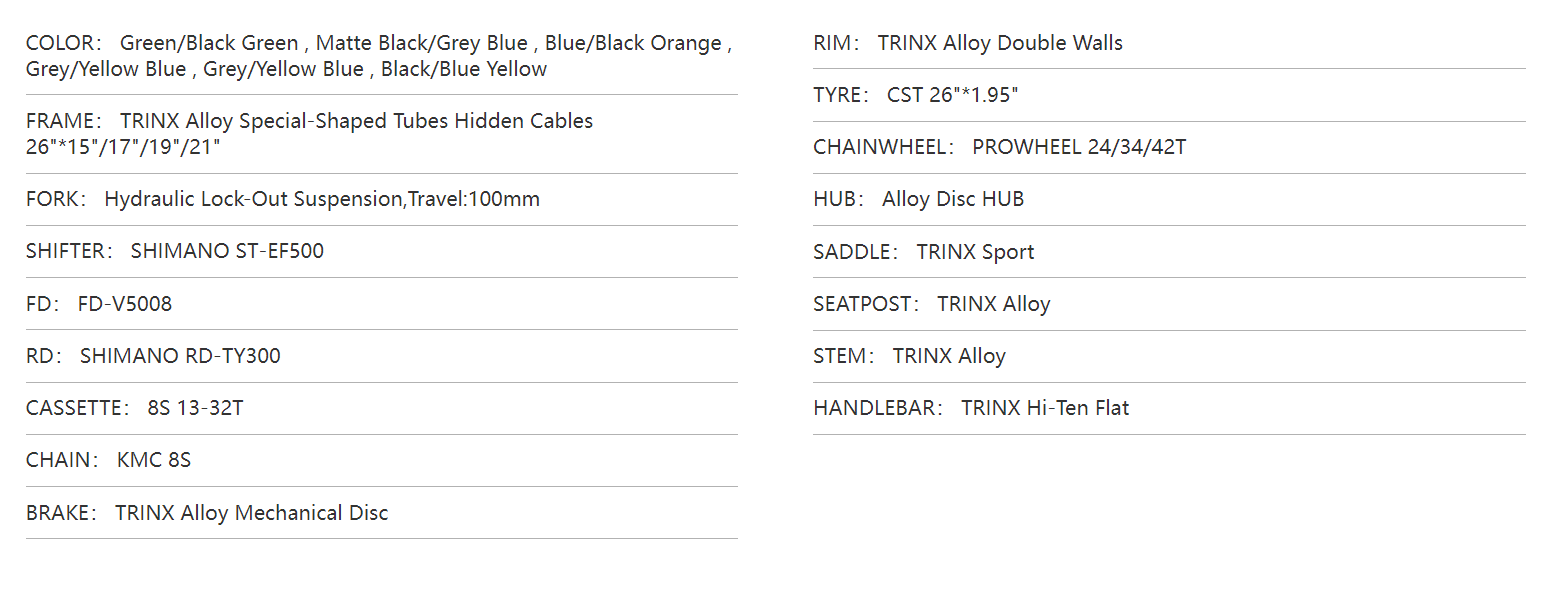 COLOR： Green/Black Green , Matte Black/Grey Blue , Blue/Black Orange ,
Grey/Yellow Blue , Grey/Yellow Blue , Black/Blue Yellow
FRAME： TRINX Alloy Special-Shaped Tubes Hidden Cables
26"*15"/17"/19"/21"
FORK： Hydraulic Lock-Out Suspension,Travel:100mm
SHIFTER： SHIMANO ST-EF500
FD： FD-V5008
RD： SHIMANO RD-TY300
CASSETTE： 8S 13-32T
CHAIN： KMC 8S
BRAKE： TRINX Alloy Mechanical Disc
RIM： TRINX Alloy Double Walls
TYRE： CST 26"*1.95"
CHAINWHEEL： PROWHEEL 24/34/42T
HUB： Alloy Disc HUB
SADDLE： TRINX Sport
SEATPOST： TRINX Alloy
STEM： TRINX Alloy
HANDLEBAR： TRINX Hi-Ten Flat